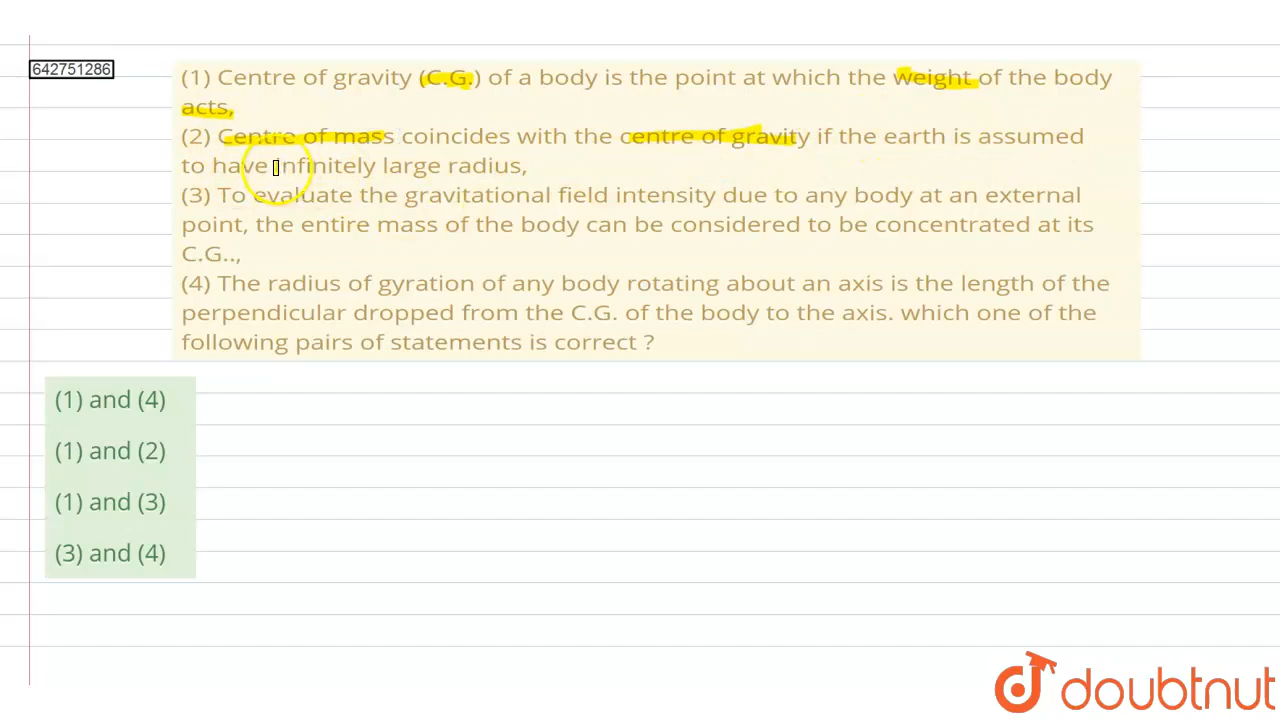 642751286
(1) Centre of gravity (C.G.) of a body is the point at which the weight of the body
acts,
(2) Centre of mass coincides with the centre of gravity if the earth is assumed
to have infinitely large radius,
(3) To evaluate the gravitational field intensity due to any body at an external
point, the entire mass of the body can be considered to be concentrated at its
C.G..,
(4) The radius of gyration of any body rotating about an axis is the length of the
perpendicular dropped from the C.G. of the body to the axis. which one of the
following pairs of statements is correct ?
(1) and (4)
(1) and (2)
(1) and (3)
(3) and (4)
doubtnut